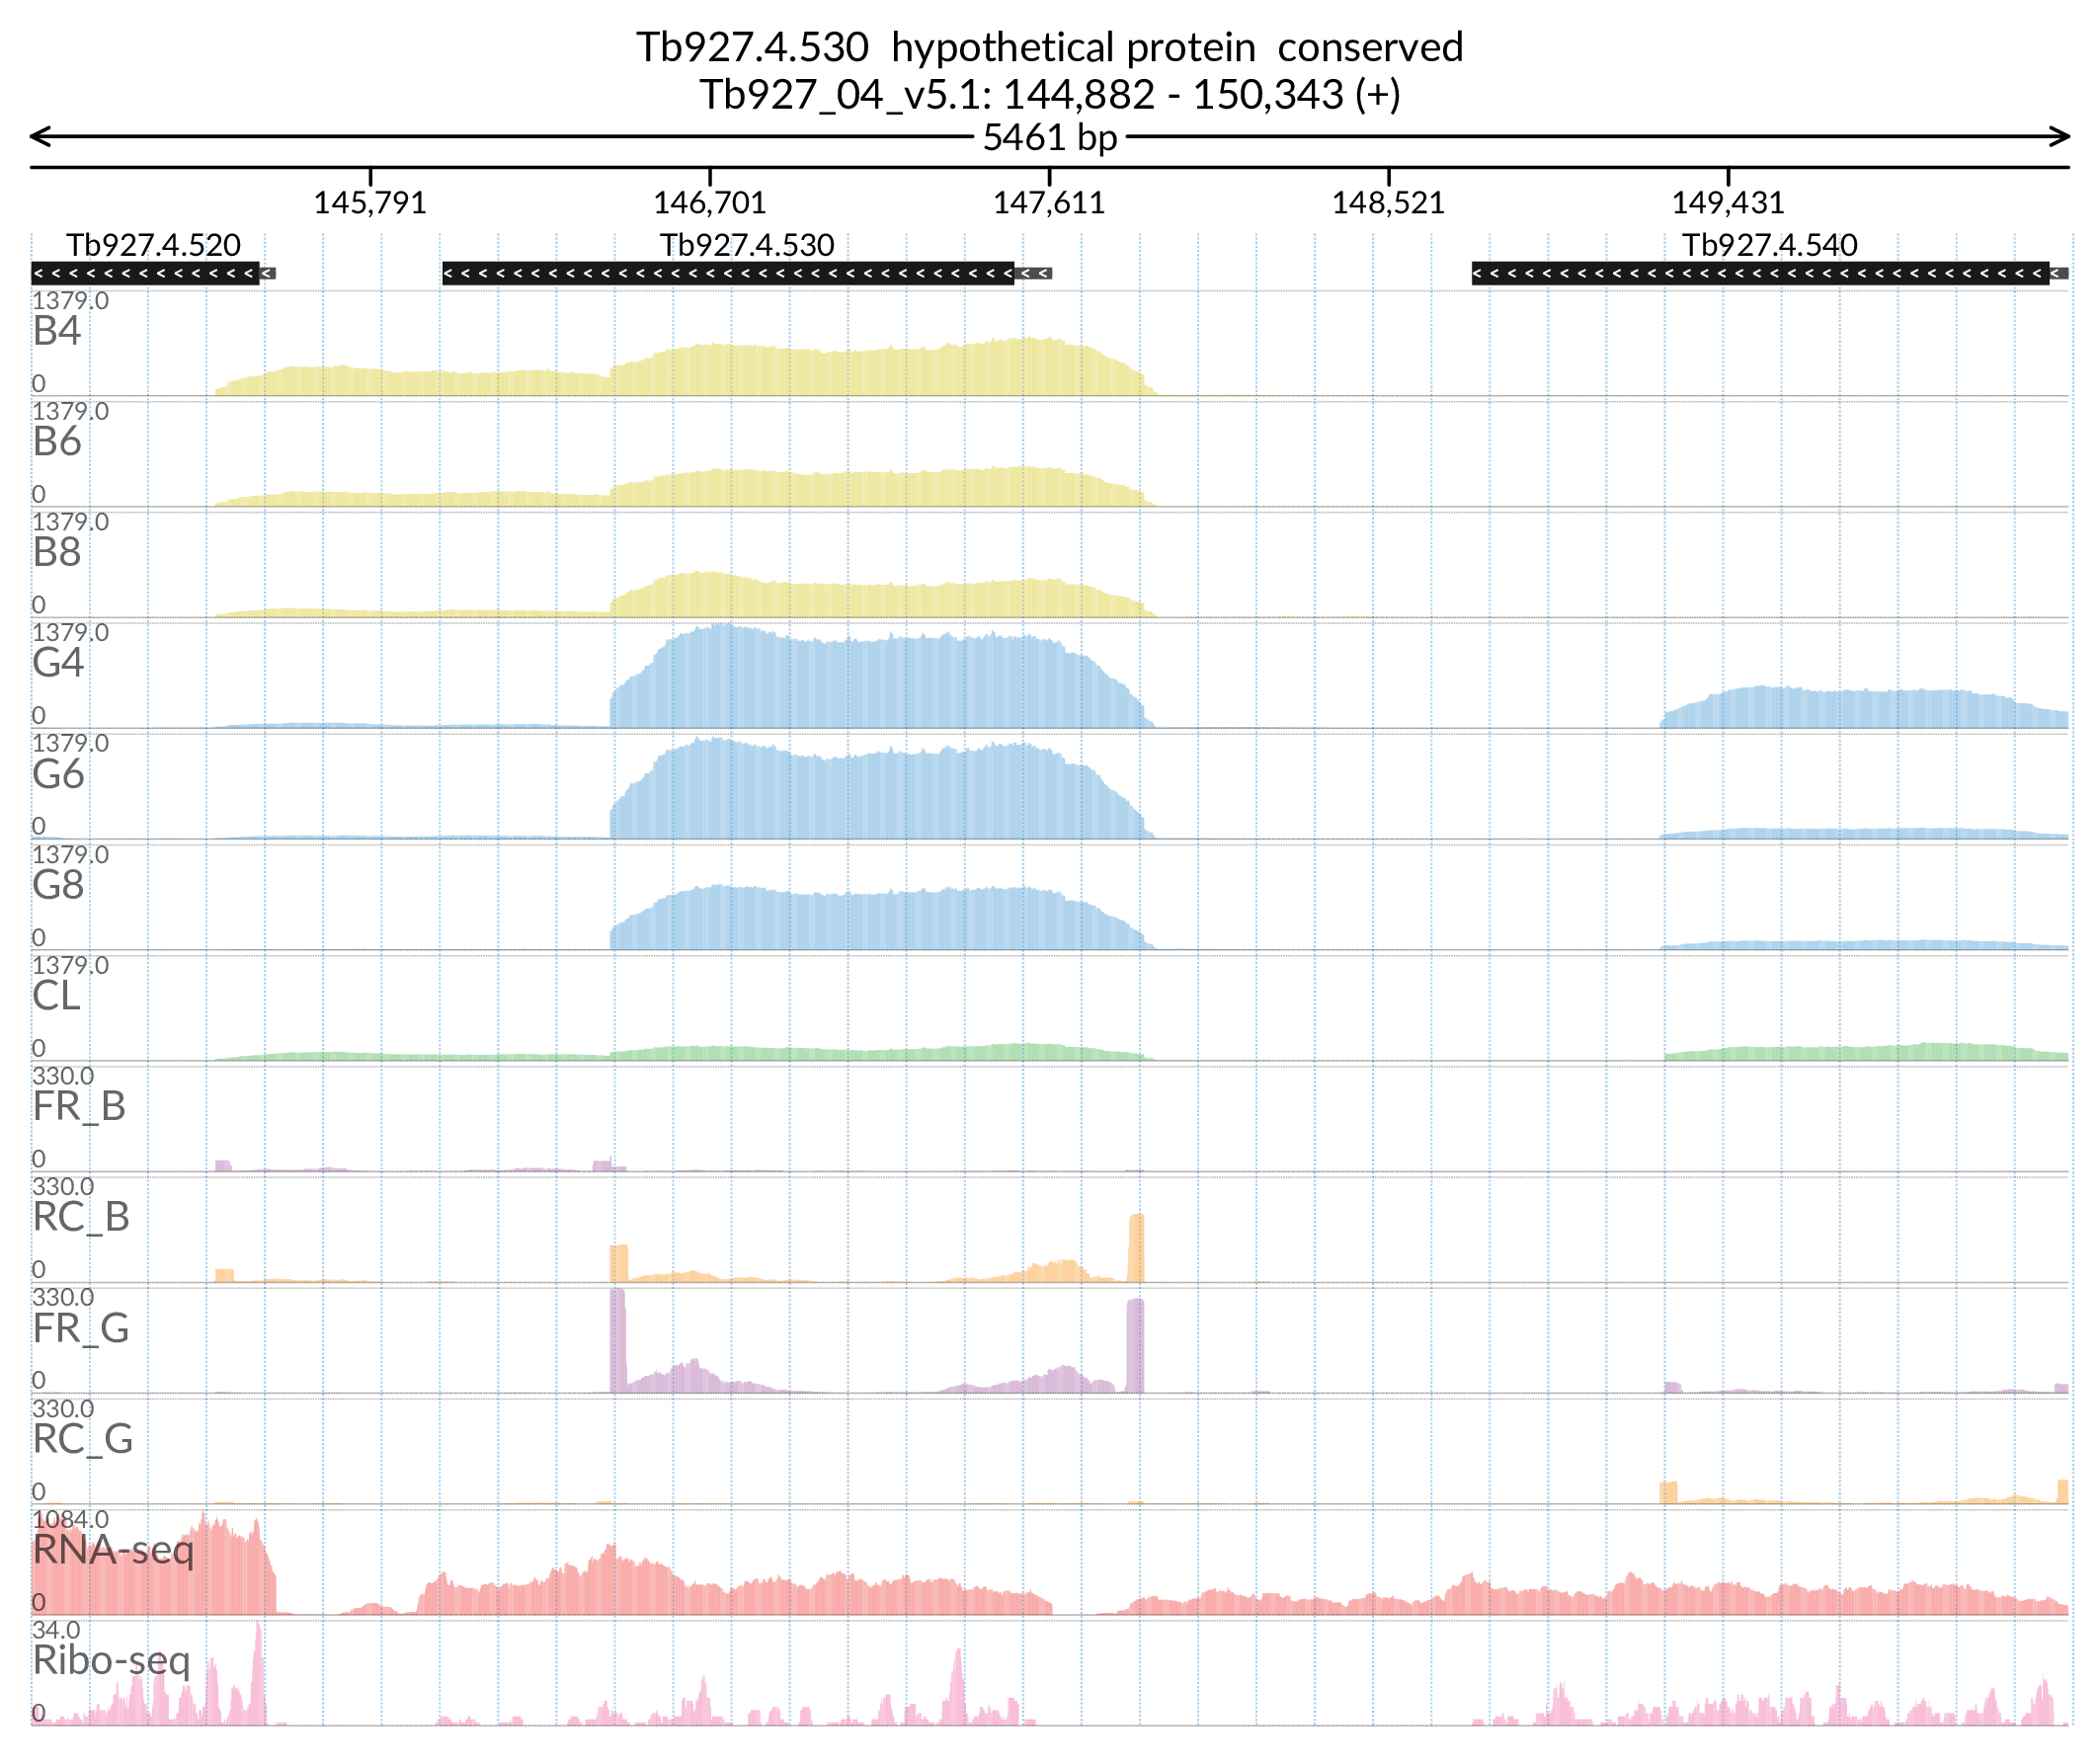 Tb927.4.530  hypothetical protein  conserved
Tb927_04_v5.1: 144,882 - 150,343 (+)
5461 bp
145,791 146,701 147,611 148,521 149,431
Tb927.4.520 Tb927.4.530 Tb927.4.540
1379.0
B4
0
1379.0
B6
0
1379.0
B8
0
1379.0
G4
0
1379.0
G6
0
1379.0
G8
0
1379.0
CL
0
330.0
FR_B
0
330.0
RC_B
0
330.0
FR_G
0
330.0
RC_G
0
1084.0
RNA-seq
0
34.0
Ribo-seq
0